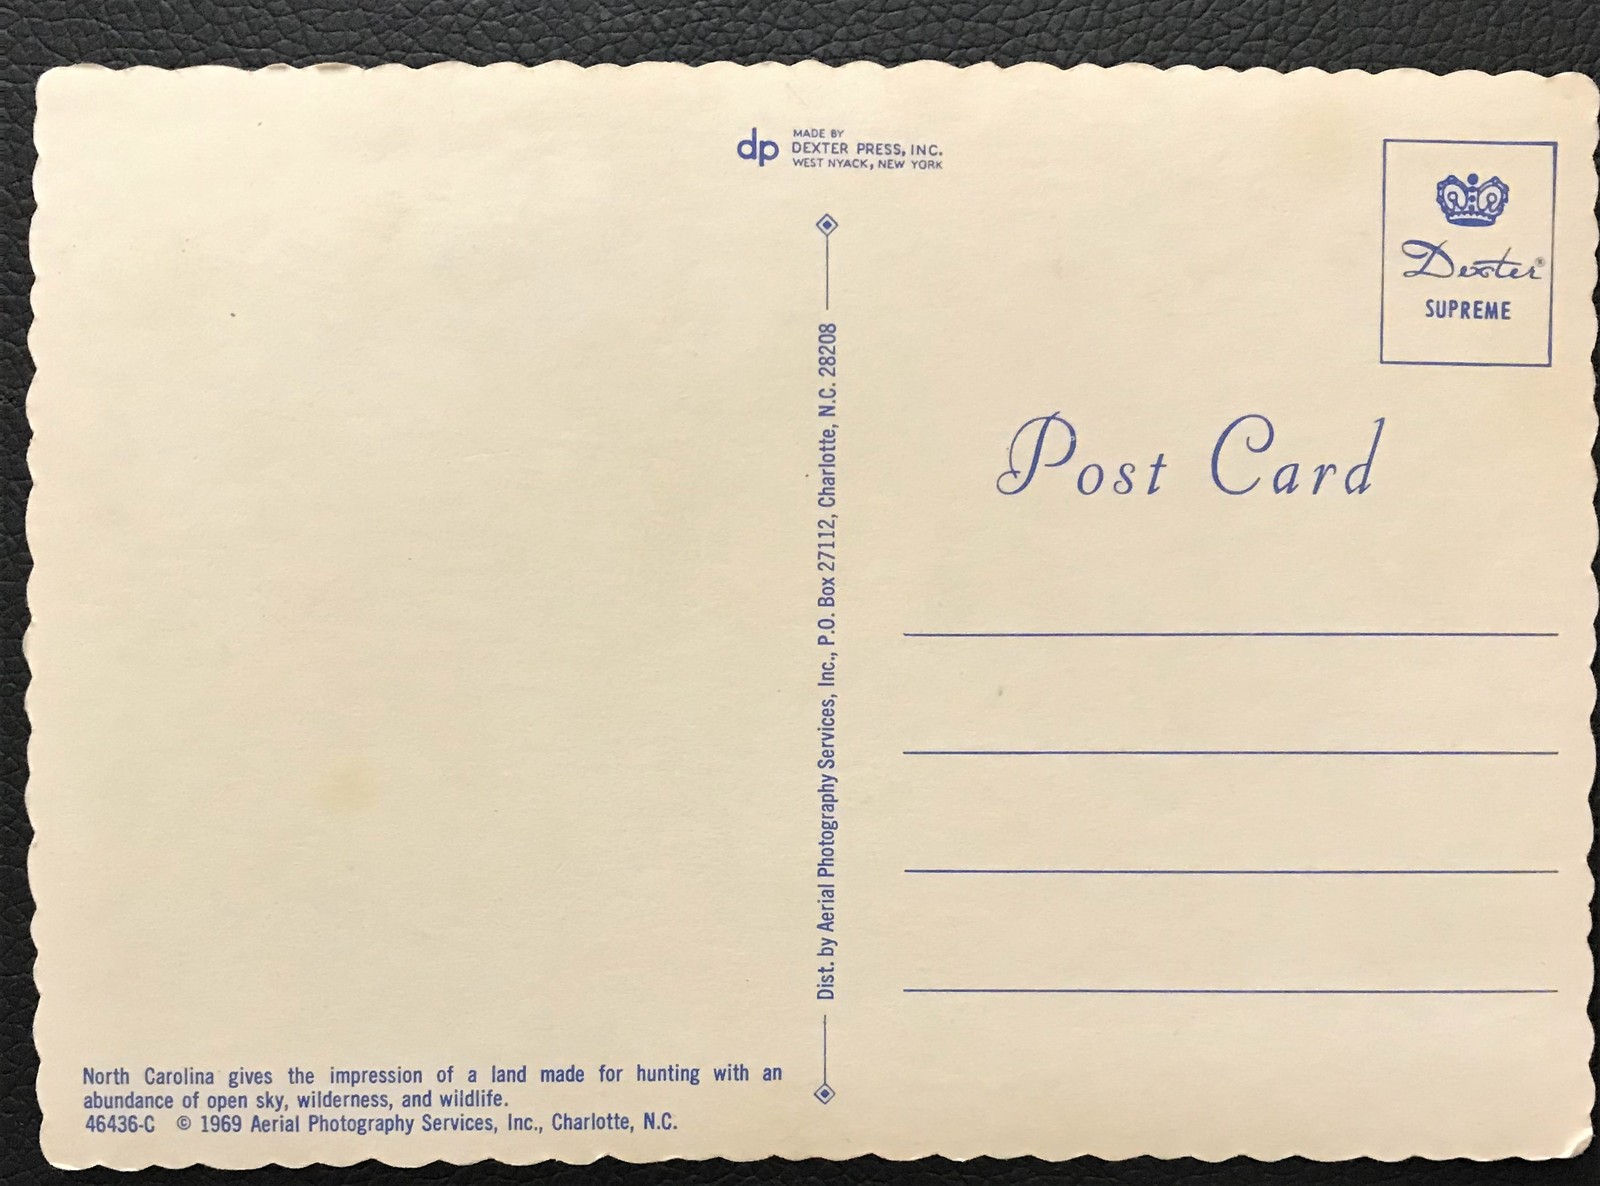 dp
MADE BY
DEXTER PRESS, INC.
WEST NYACK, NEW YORK
Dexter®
SUPREME
Post Card
Dist. by Aerial Photography Services, Inc., P.O. Box 27112, Charlotte, N.C. 28208
North Carolina gives the impression of a land made for hunting with an
abundance of open sky, wilderness, and wildlife.
46436-C © 1969 Aerial Photography Services, Inc., Charlotte, N.C.